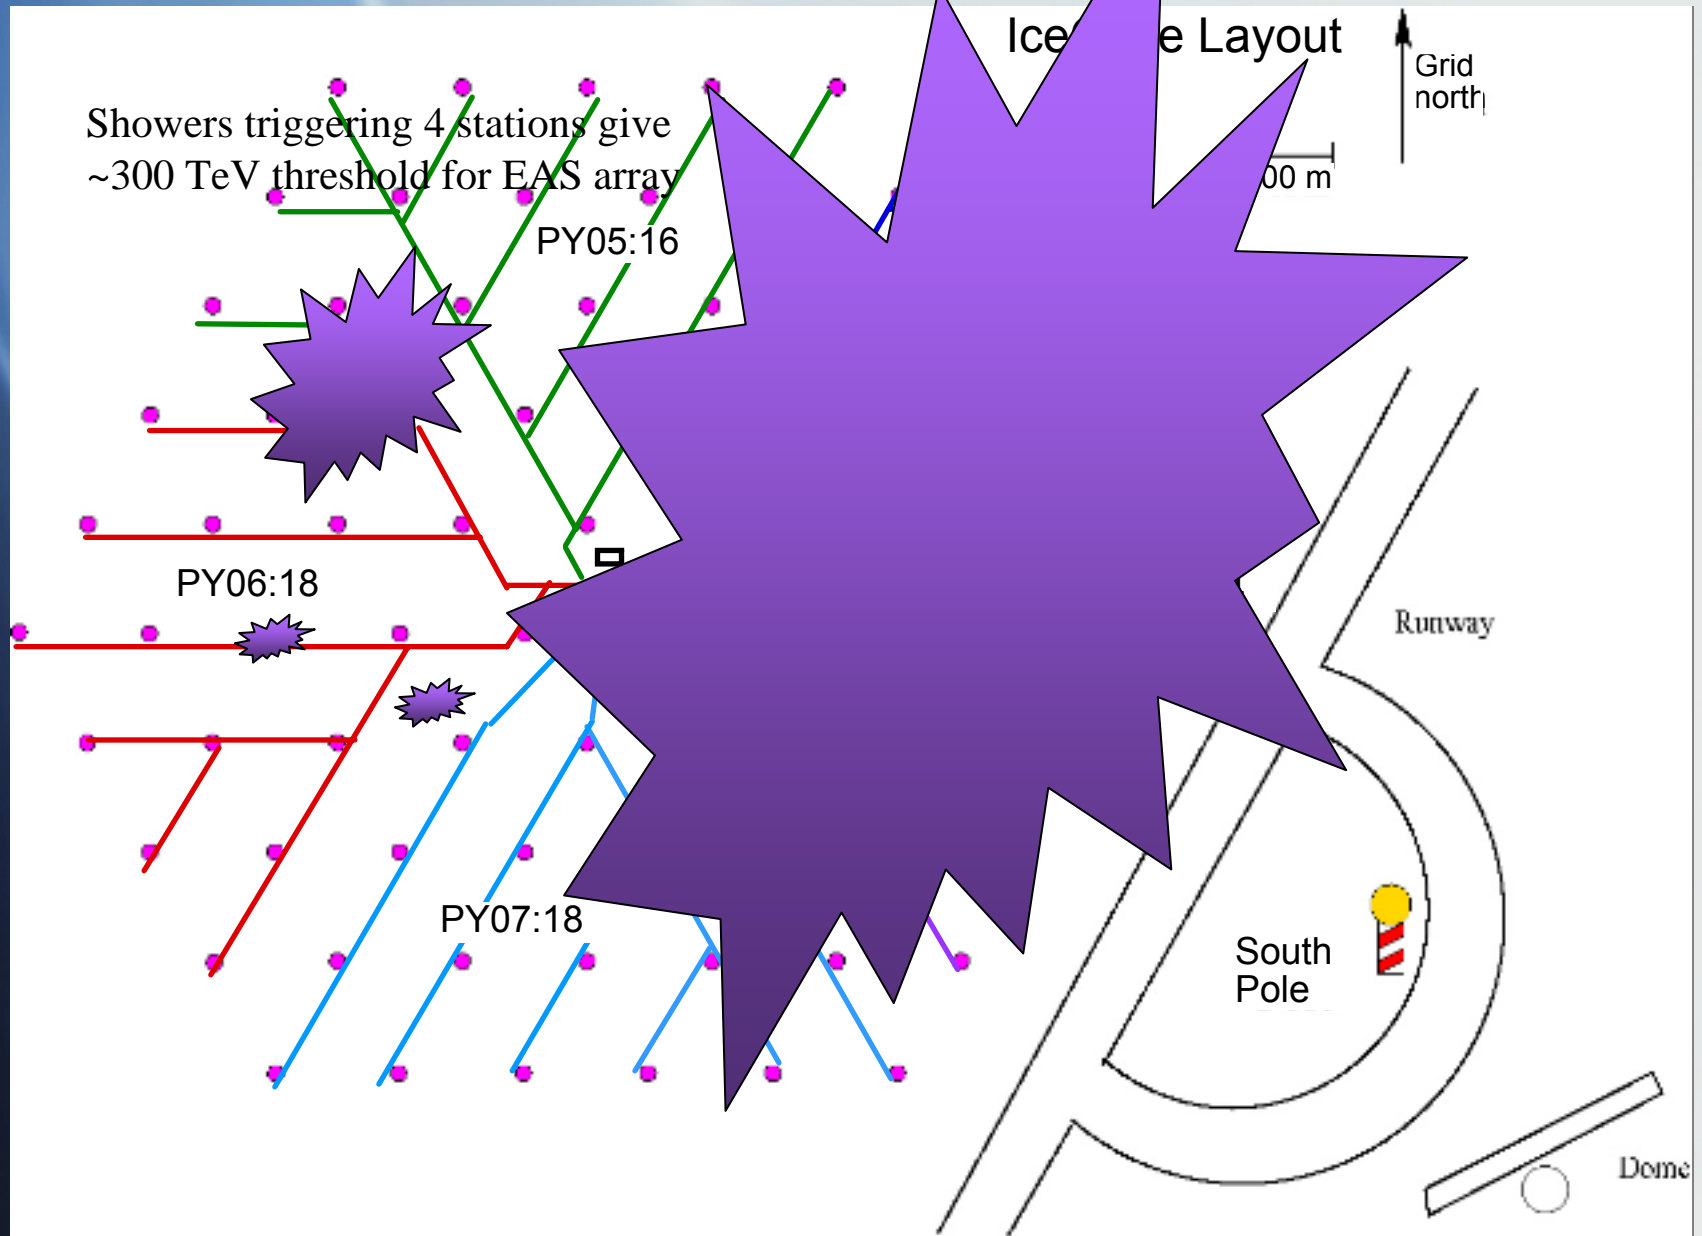 Layout
Grid
north
Showers triggering 4 stations give
~300 TeV threshold for EAS array
00 m
PY05:16
PY06:18
Runway
PY07:18
South
Pole
Dome